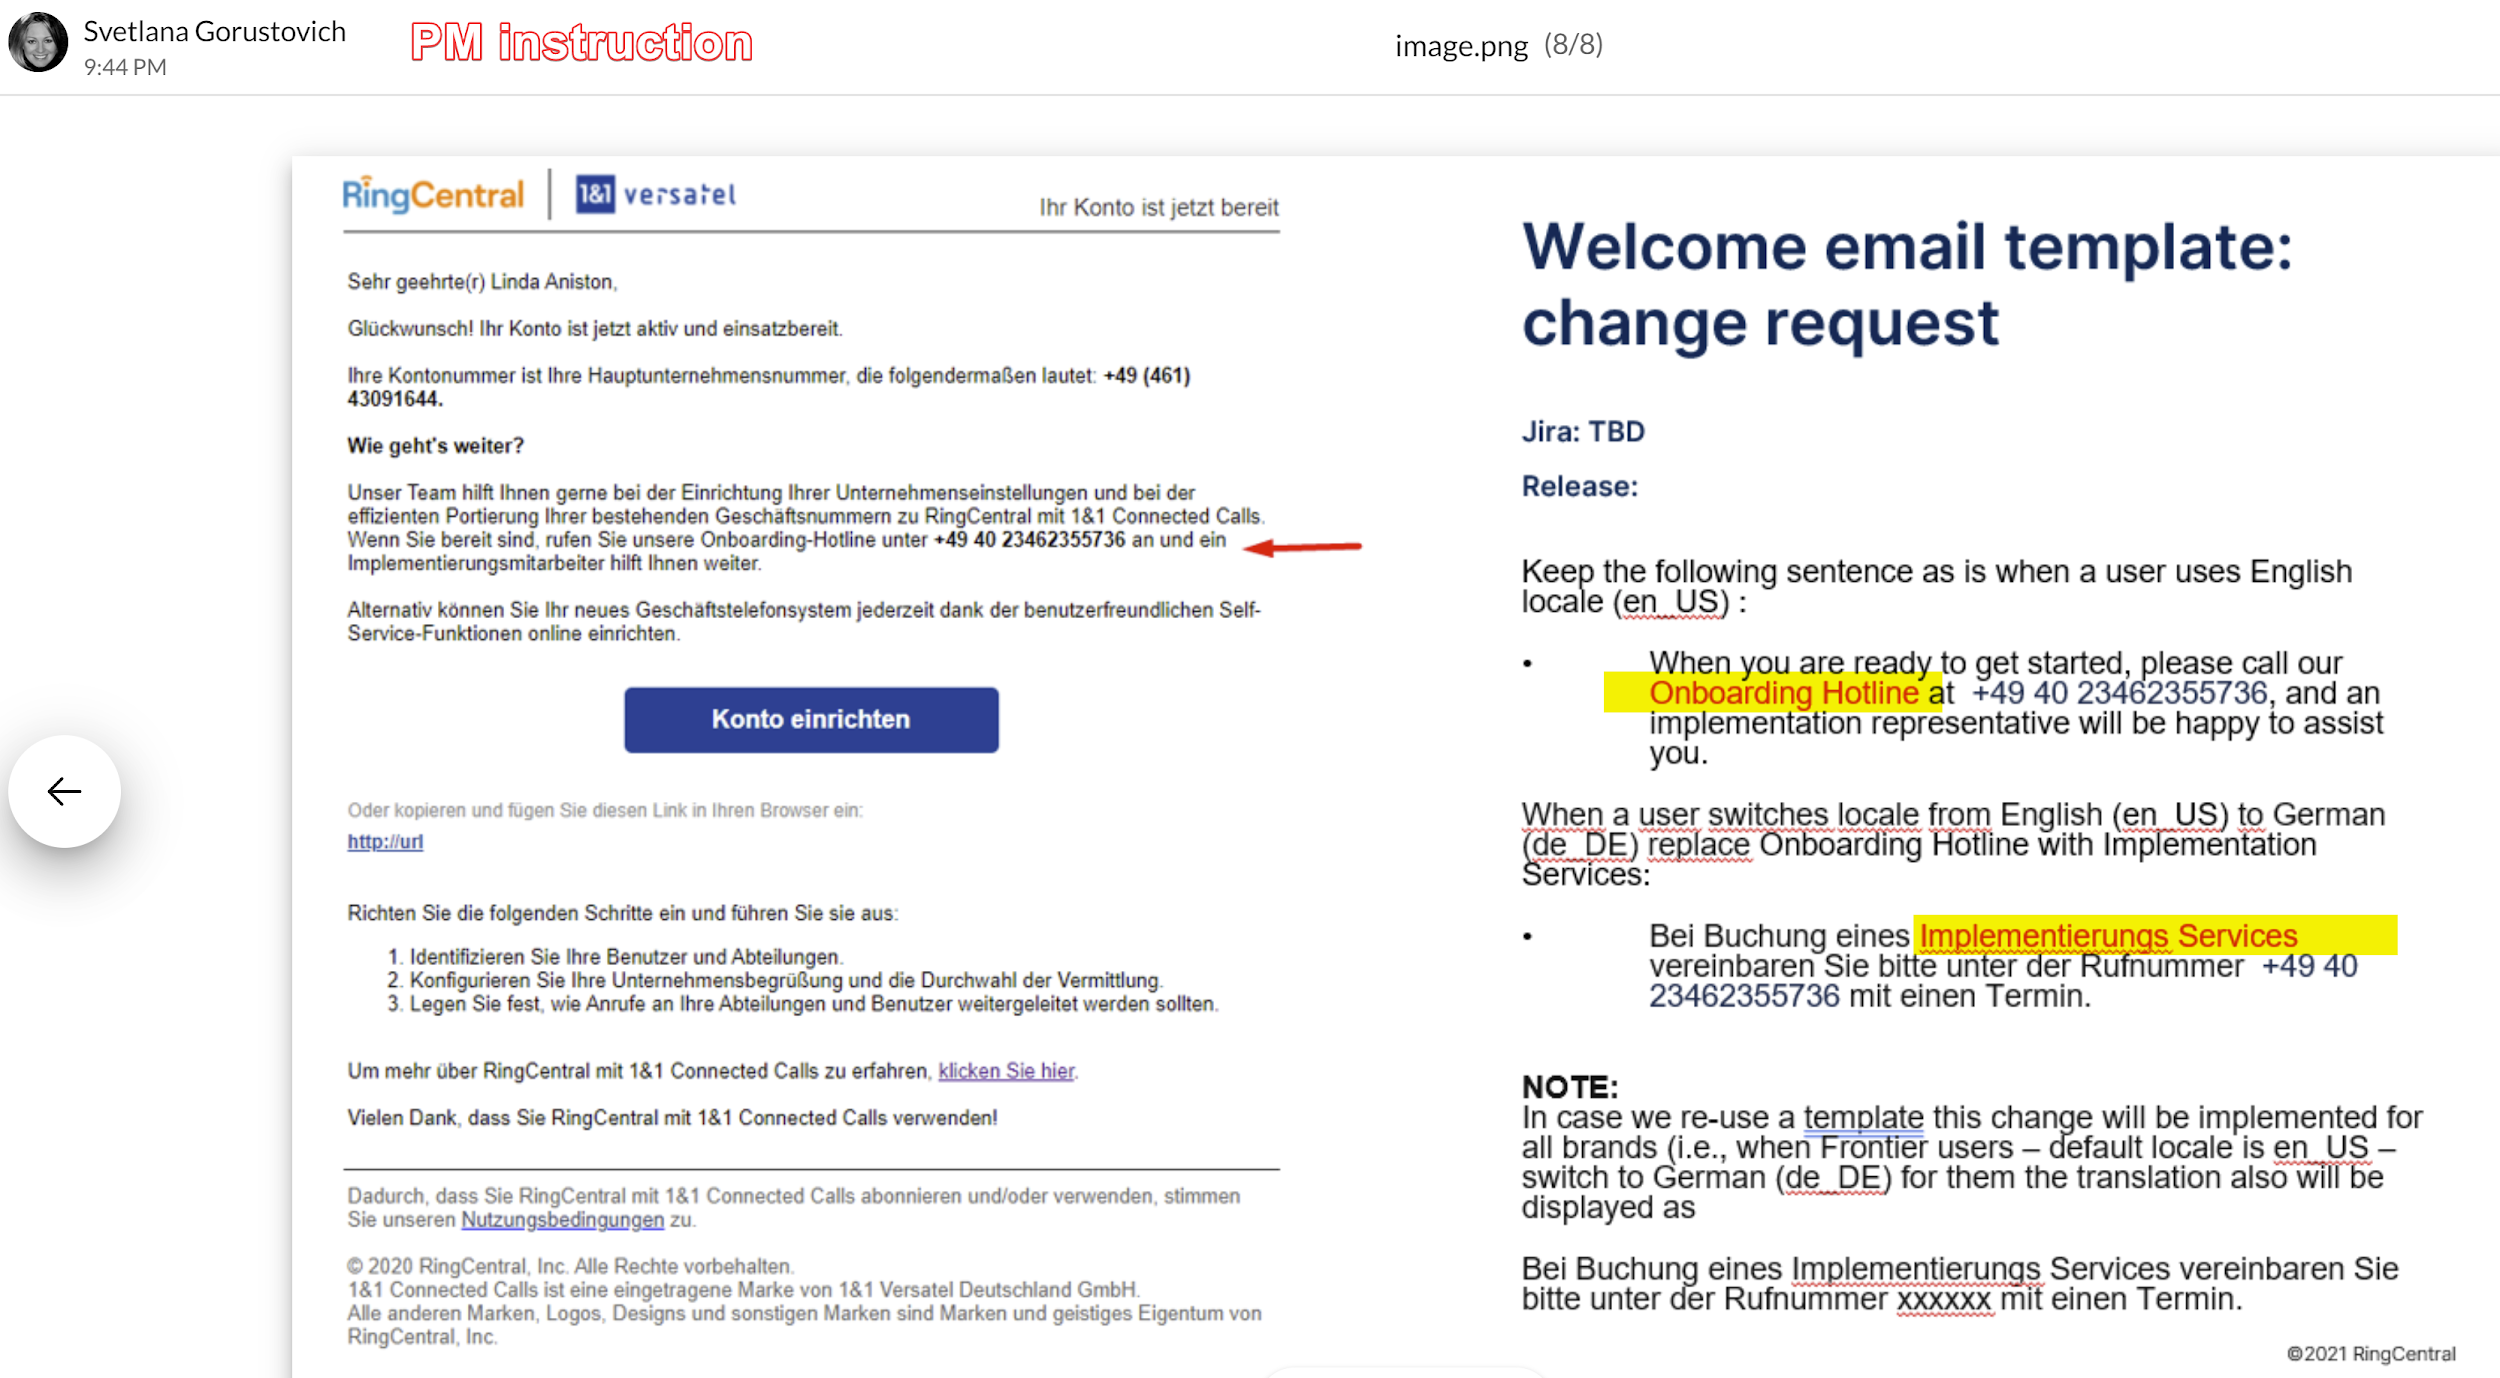 Svetlana Gorustovich
9:44 PM
PM instruction
image.png (8/8)
RingCentral | 1&1 versatel
Ihr Konto ist jetzt bereit
Sehr geehrte(r) Linda Aniston,
Glückwunsch! Ihr Konto ist jetzt aktiv und einsatzbereit.
Ihre Kontonummer ist Ihre Hauptunternehmensnummer, die folgendermaßen lautet: +49 (461)
43091644.
Wie geht's weiter?
Unser Team hilft Ihnen gerne bei der Einrichtung Ihrer Unternehmenseinstellungen und bei der
effizienten Portierung Ihrer bestehenden Geschäftsnummern zu RingCentral mit 1&1 Connected Calls.
Wenn Sie bereit sind, rufen Sie unsere Onboarding-Hotline unter +49 40 23462355736 an und ein
Implementierungsmitarbeiter hilft Ihnen weiter.
Alternativ können Sie Ihr neues Geschäftstelefonsystem jederzeit dank der benutzerfreundlichen Self-
Service-Funktionen online einrichten.
Konto einrichten
Oder kopieren und fügen Sie diesen Link in Ihren Browser ein:
http://url
Richten Sie die folgenden Schritte ein und führen Sie sie aus:
1. Identifizieren Sie Ihre Benutzer und Abteilungen.
2. Konfigurieren Sie Ihre Unternehmensbegrüßung und die Durchwahl der Vermittlung.
3. Legen Sie fest, wie Anrufe an Ihre Abteilungen und Benutzer weitergeleitet werden sollten.
Um mehr über RingCentral mit 1&1 Connected Calls zu erfahren, klicken Sie hier.
Vielen Dank, dass Sie RingCentral mit 1&1 Connected Calls verwenden!
Dadurch, dass Sie RingCentral mit 1&1 Connected Calls abonnieren und/oder verwenden, stimmen
Sie unseren Nutzungsbedingungen zu.
© 2020 RingCentral, Inc. Alle Rechte vorbehalten.
1&1 Connected Calls ist eine eingetragene Marke von 1&1 Versatel Deutschland GmbH.
Alle anderen Marken, Logos, Designs und sonstigen Marken sind Marken und geistiges Eigentum von
RingCentral, Inc.
Welcome email template:
change request
Jira: TBD
Release:
Keep the following sentence as is when a user uses English
locale (en_US) :
• When you are ready to get started, please call our
Onboarding Hotline at +49 40 23462355736, and an
implementation representative will be happy to assist
you.
When a user switches locale from English (en_US) to German
(de_DE) replace Onboarding Hotline with Implementation
Services:
• Bei Buchung eines Implementierungs Services
vereinbaren Sie bitte unter der Rufnummer +49 40
23462355736 mit einen Termin.
NOTE:
In case we re-use a template this change will be implemented for
all brands (i.e., when Frontier users – default locale is en_US –
switch to German (de_DE) for them the translation also will be
displayed as
Bei Buchung eines Implementierungs Services vereinbaren Sie
bitte unter der Rufnummer xxxxxx mit einen Termin.
©2021 RingCentral